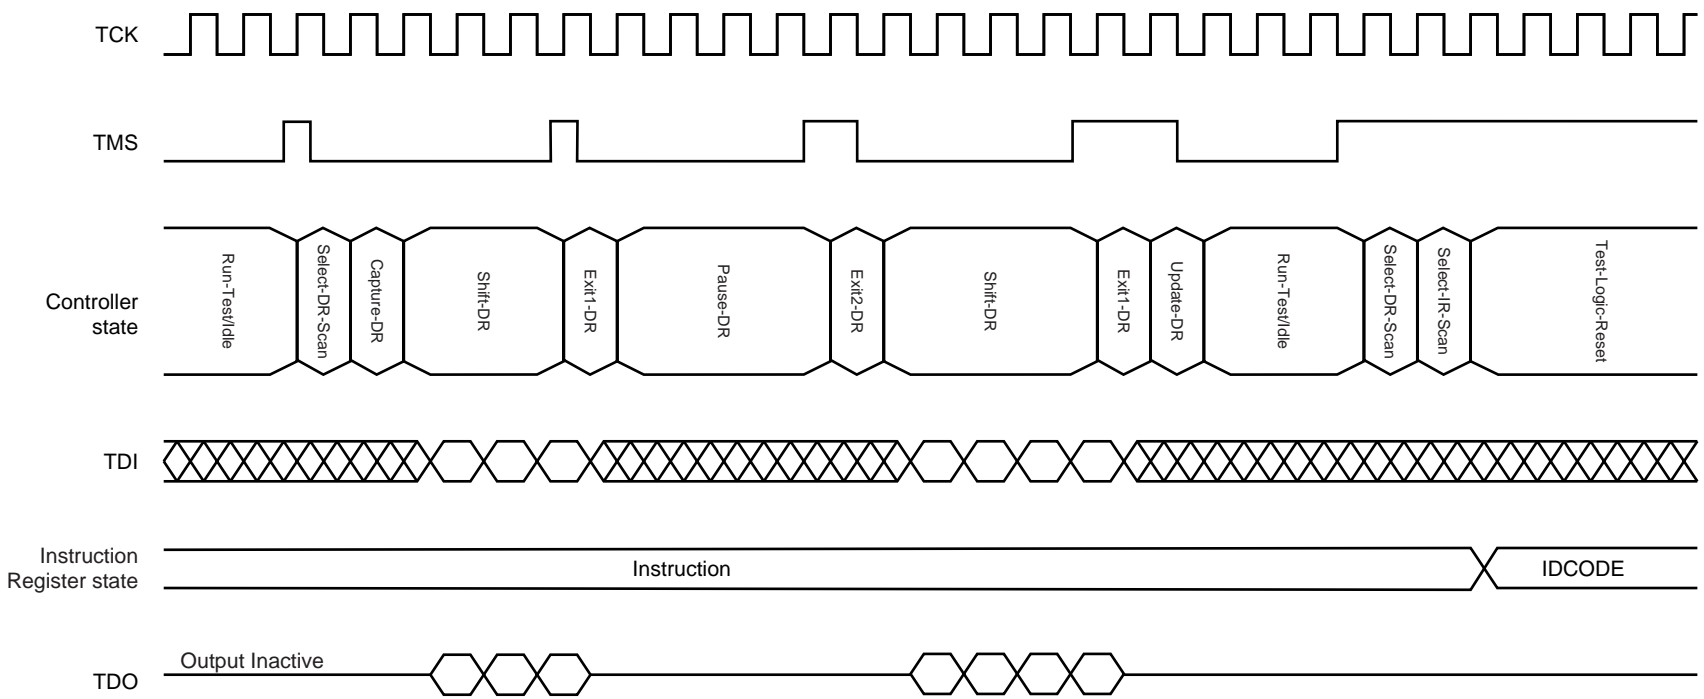 TCK
TMS
Controller
state
Run-Test/Idle
Select-DR-Scan
Capture-DR
Shift-DR
Exit1-DR
Pause-DR
Exit2-DR
Shift-DR
Exit1-DR
Update-DR
Run-Test/Idle
Select-DR-Scan
Select-IR-Scan
Test-Logic-Reset
TDI
Instruction
Register state
Instruction
IDCODE
Output Inactive
TDO